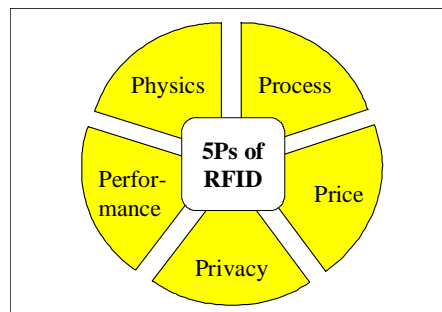 Physics
Process
5Ps of
RFID
Perfor-
mance
Price
Privacy